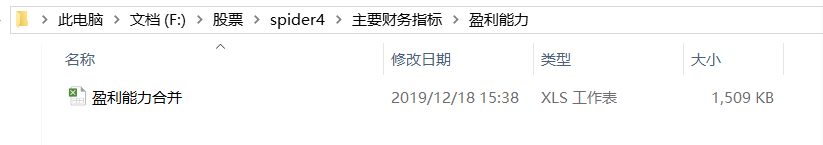 此电脑 > 文档 (F:) > 股票 > spider4 > 主要财务指标 > 盈利能力
名称 修改日期 类型 大小
盈利能力合并 2019/12/18 15:38 XLS 工作表 1,509 KB